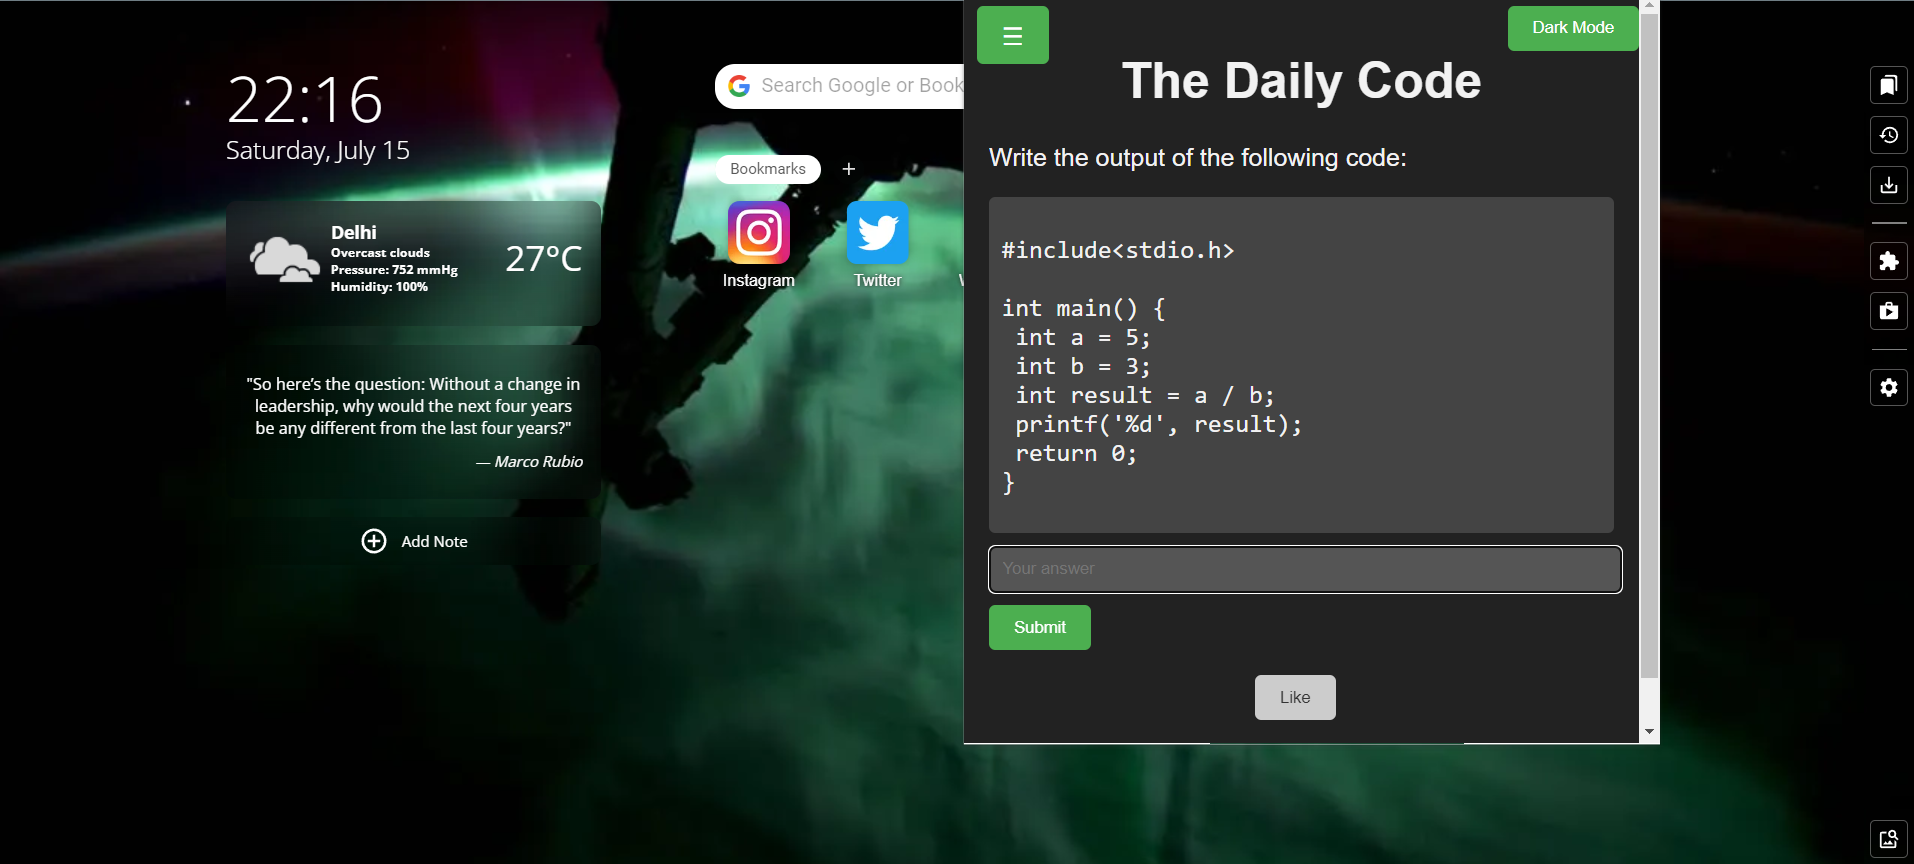 22:16
Saturday, July 15
Delhi
Overcast clouds
Pressure: 752 mmHg
Humidity: 100%
27°C
"So here’s the question: Without a change in
leadership, why would the next four years
be any different from the last four years?"
— Marco Rubio
Add Note
Search Google or Book
Bookmarks +
Instagram
Twitter
☰
Dark Mode
The Daily Code
Write the output of the following code:
#include<stdio.h>
int main() {
int a = 5;
int b = 3;
int result = a / b;
printf('%d', result);
return 0;
}
Your answer
Submit
Like